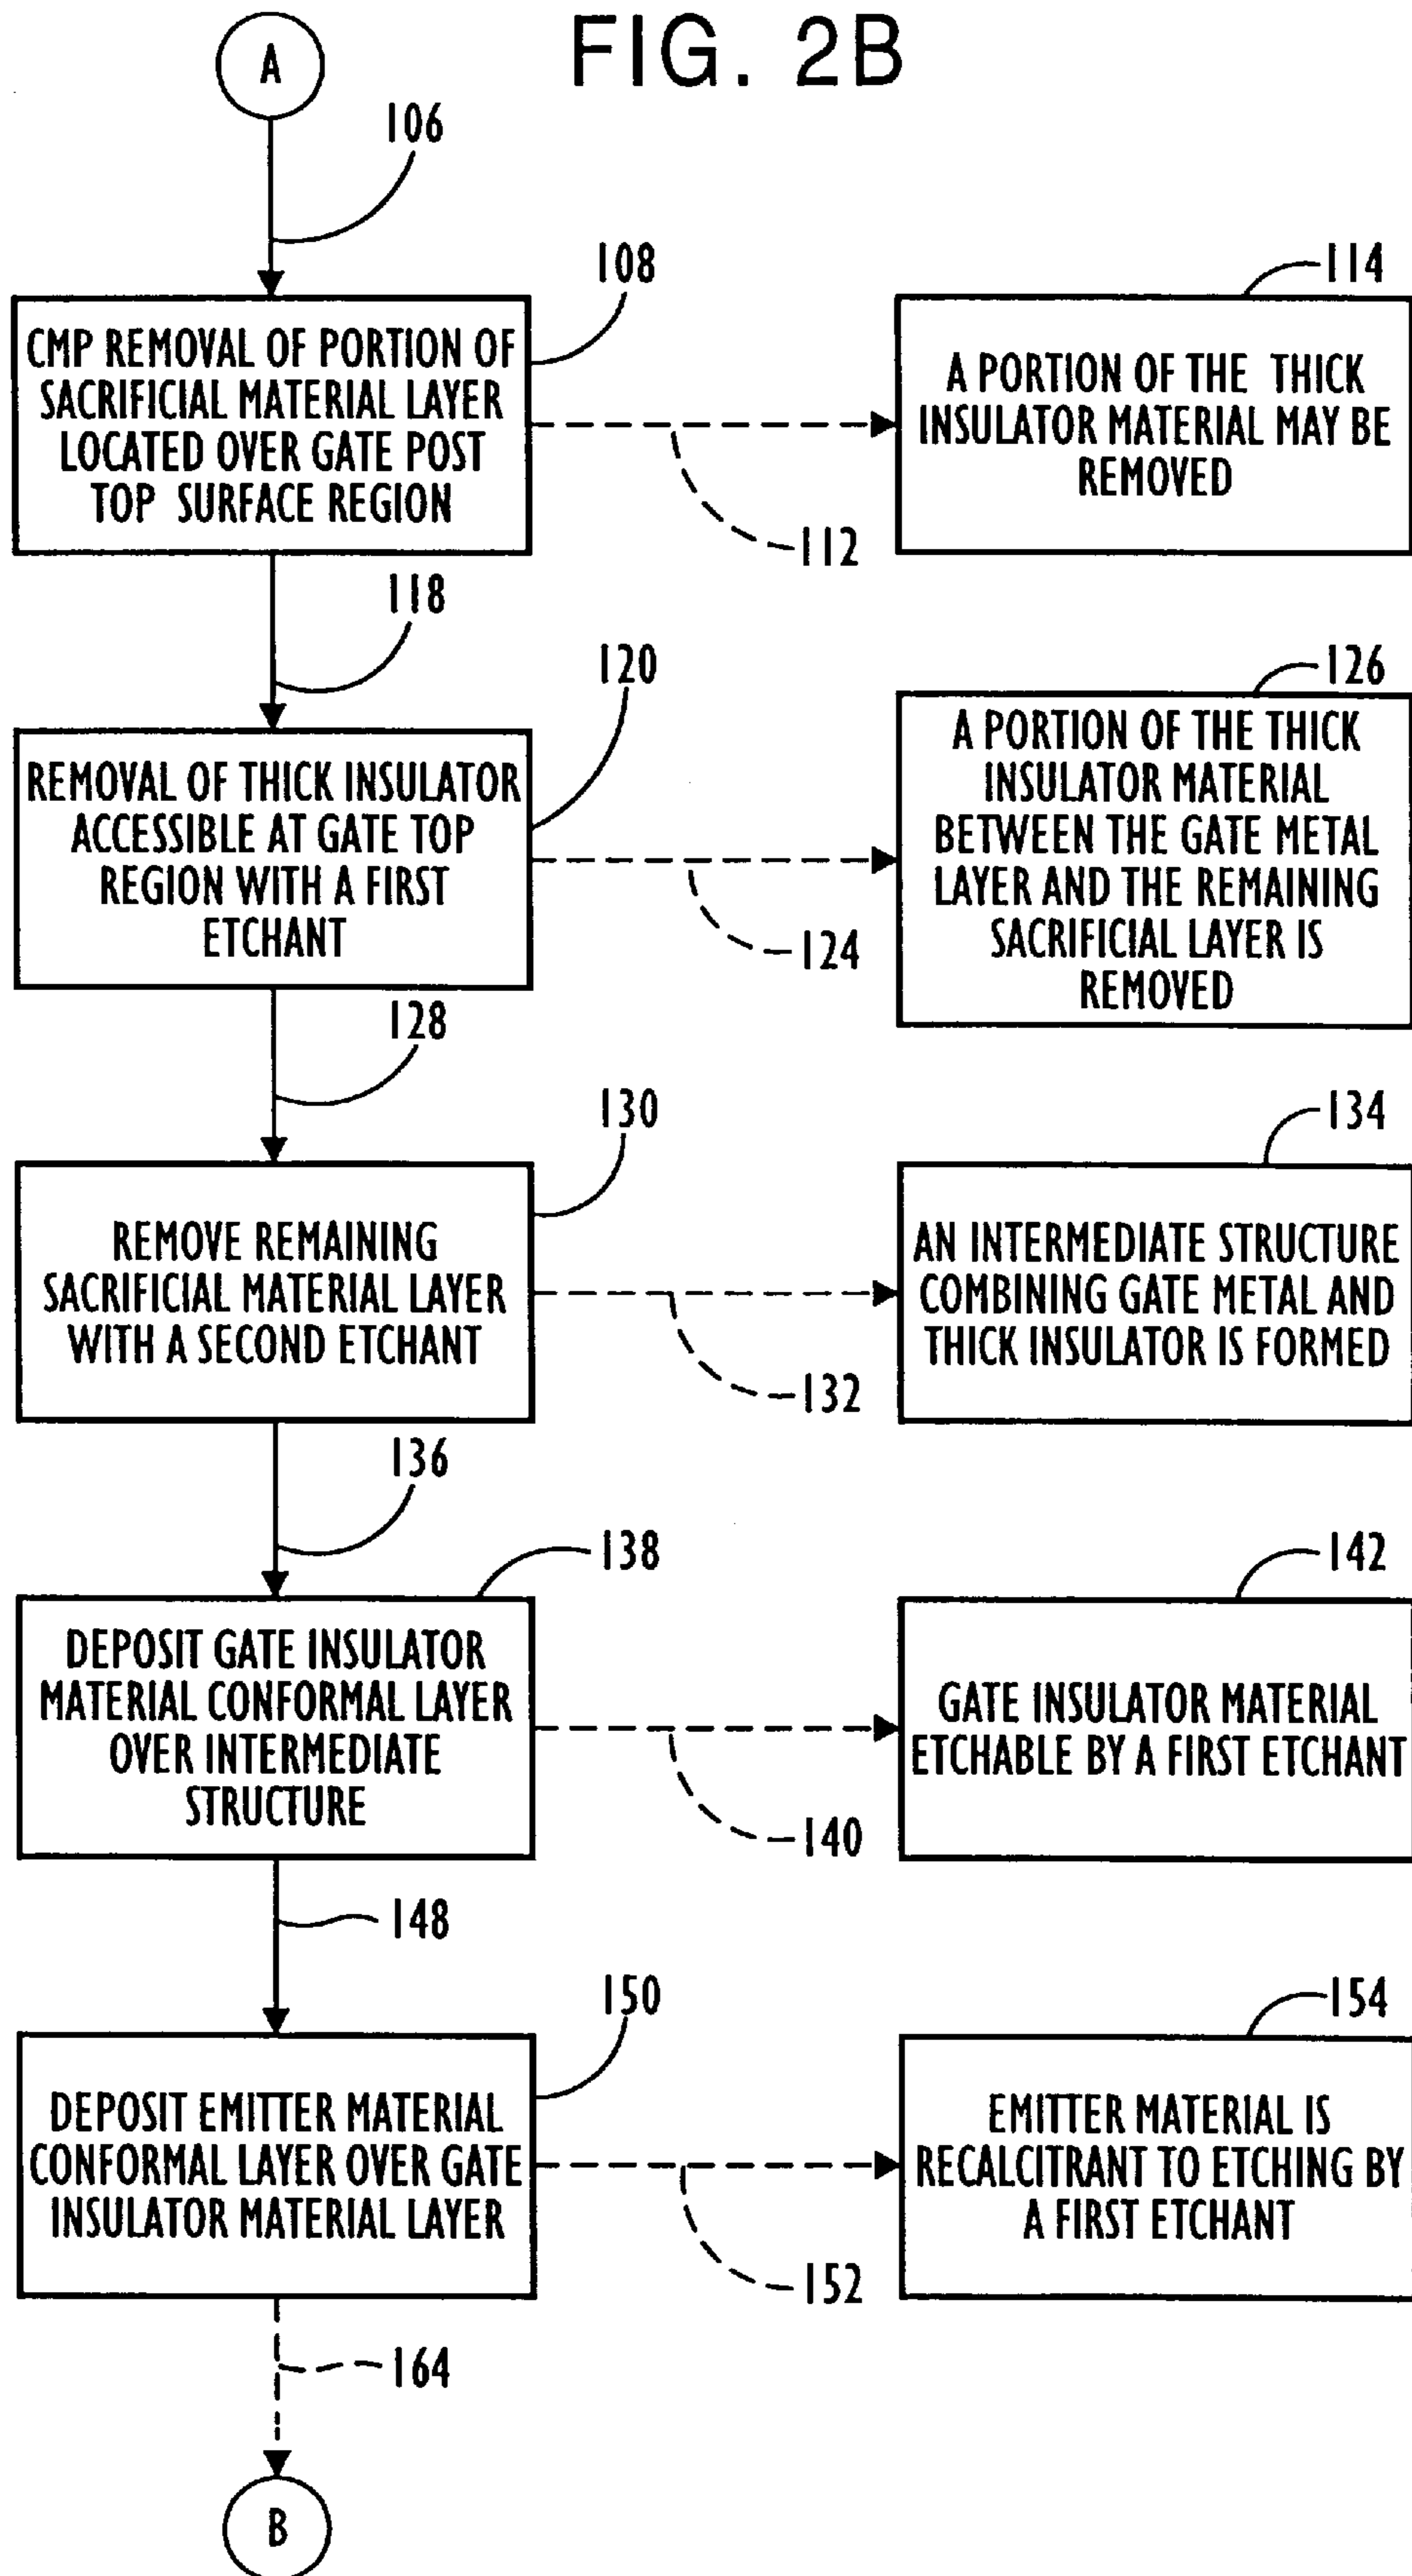 FIG. 2B
A
106
108
CMP REMOVAL OF PORTION OF
SACRIFICIAL MATERIAL LAYER
LOCATED OVER GATE POST
TOP SURFACE REGION
112
114
A PORTION OF THE THICK
INSULATOR MATERIAL MAY BE
REMOVED
118
120
REMOVAL OF THICK INSULATOR
ACCESSIBLE AT GATE TOP
REGION WITH A FIRST
ETCHANT
124
126
A PORTION OF THE THICK
INSULATOR MATERIAL
BETWEEN THE GATE METAL
LAYER AND THE REMAINING
SACRIFICIAL LAYER IS
REMOVED
128
130
REMOVE REMAINING
SACRIFICIAL MATERIAL LAYER
WITH A SECOND ETCHANT
132
134
AN INTERMEDIATE STRUCTURE
COMBINING GATE METAL AND
THICK INSULATOR IS FORMED
136
138
DEPOSIT GATE INSULATOR
MATERIAL CONFORMAL LAYER
OVER INTERMEDIATE
STRUCTURE
140
142
GATE INSULATOR MATERIAL
ETCHABLE BY A FIRST ETCHANT
148
150
DEPOSIT EMITTER MATERIAL
CONFORMAL LAYER OVER GATE
INSULATOR MATERIAL LAYER
152
154
EMITTER MATERIAL IS
RECALCITRANT TO ETCHING BY
A FIRST ETCHANT
164
B